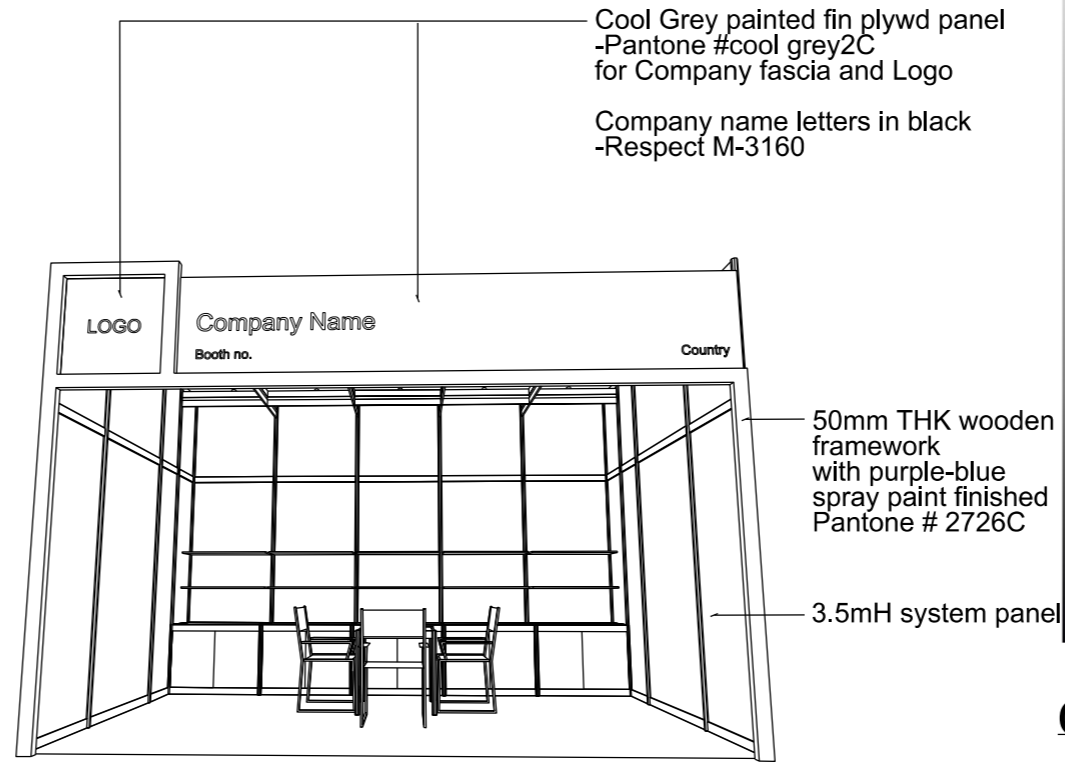 Cool Grey painted fin plywd panel
-Pantone #cool grey2C
for Company fascia and Logo
Company name letters in black
-Respect M-3160
LOGO
Company Name
Booth no.
Country
50mm THK wooden
framework
with purple-blue
spray paint finished
Pantone # 2726C
3.5mH system panel